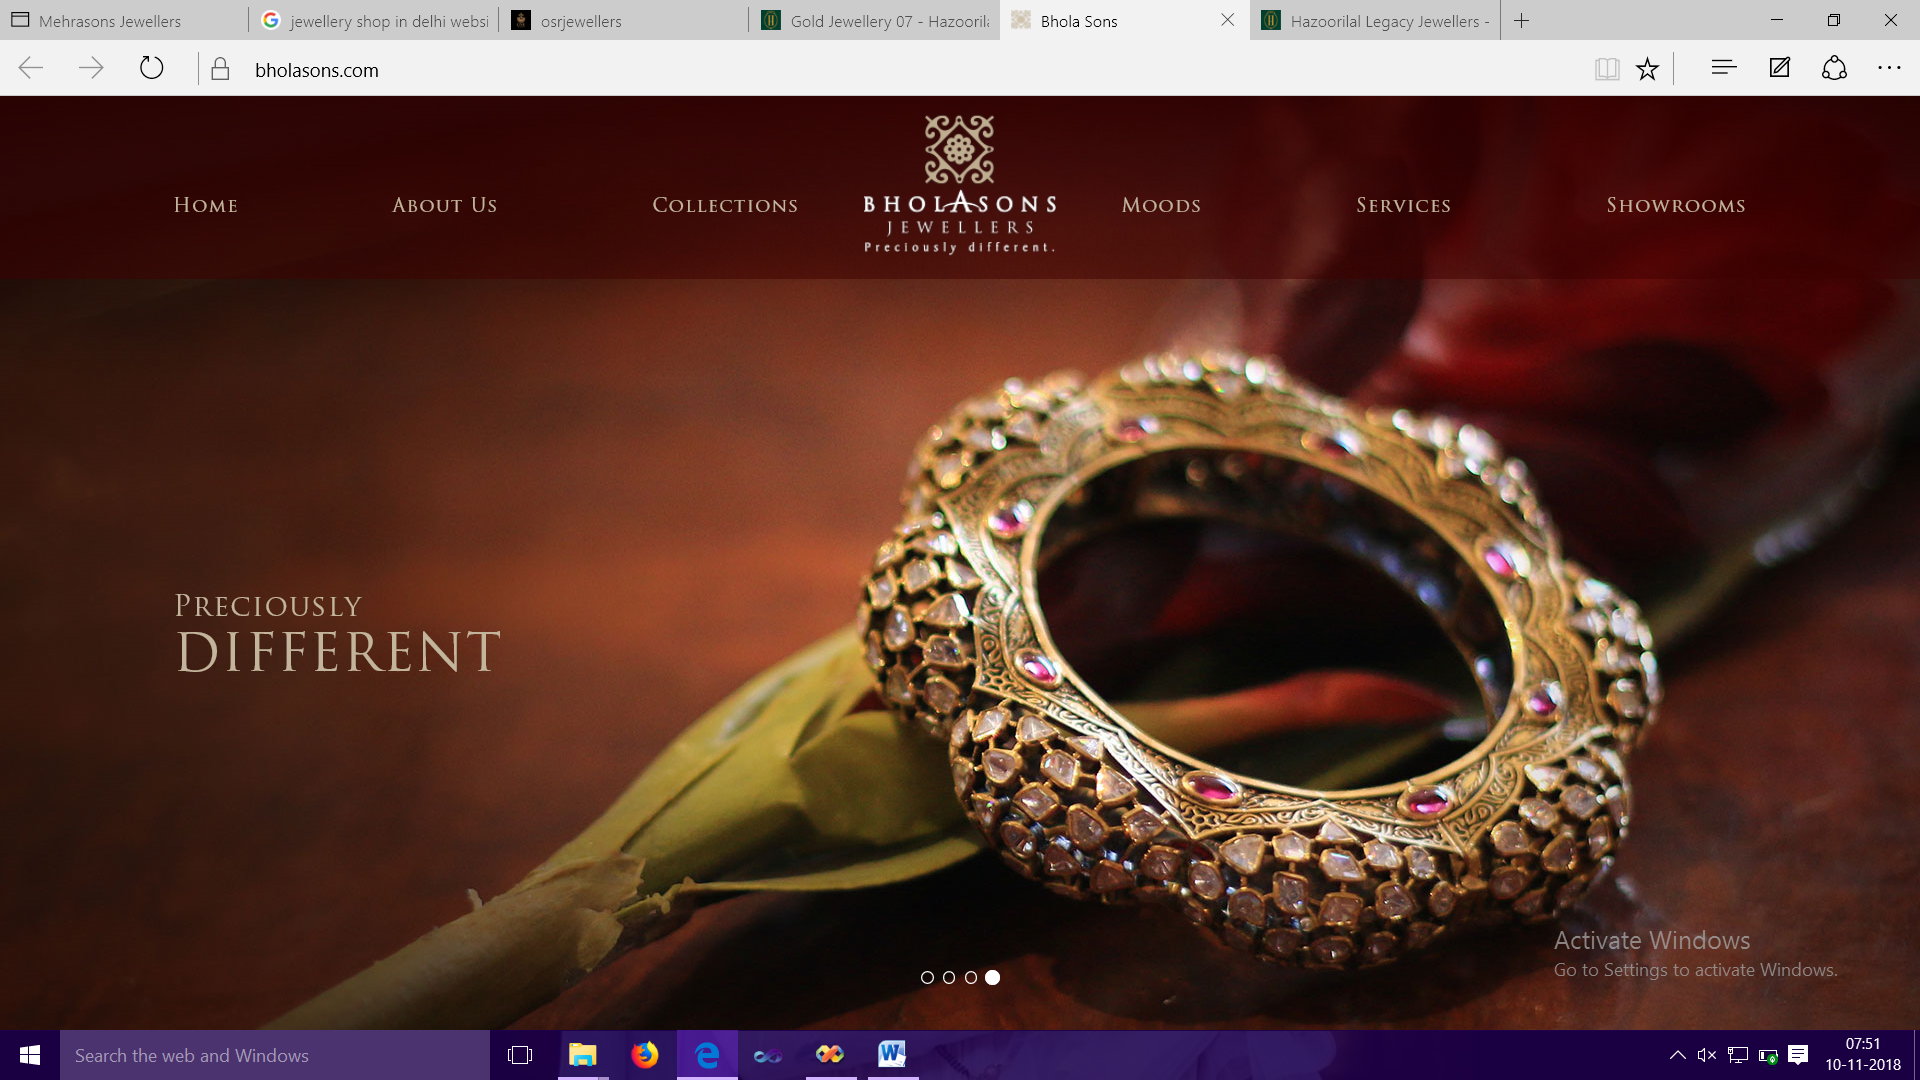 Mehrasons Jewellers
jewellery shop in delhi websi
osrjewellers
Gold Jewellery 07 - Hazooril
Bhola Sons
Hazoorilal Legacy Jewellers -
bholasons.com
Home
About Us
Collections
BHOLASONS
JEWELLERS
Preciously different.
Moods
Services
Showrooms
Preciously
DIFFERENT
Activate Windows
Go to Settings to activate Windows.
Search the web and Windows
07:51
10-11-2018